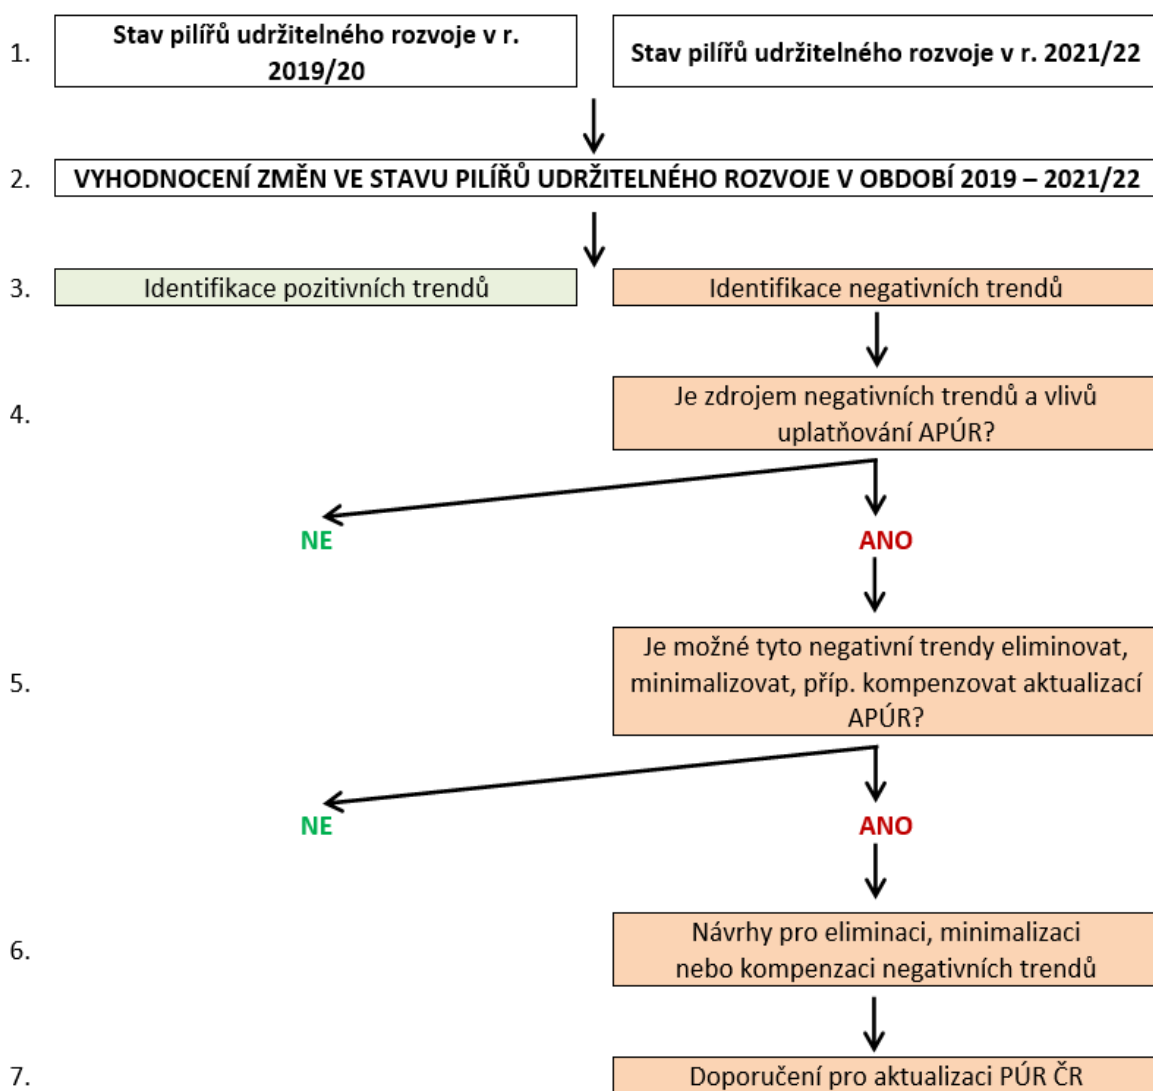 1.
Stav pilířů udržitelného rozvoje v r.
2019/20
Stav pilířů udržitelného rozvoje v r. 2021/22
2.
VYHODNOCENÍ ZMĚN VE STAVU PILÍŘŮ UDRŽITELNÉHO ROZVOJE V OBDOBÍ 2019 – 2021/22
3.
Identifikace pozitivních trendů
Identifikace negativních trendů
4.
Je zdrojem negativních trendů a vlivů
uplatňování APÚR?
NE
ANO
5.
Je možné tyto negativní trendy eliminovat,
minimalizovat, příp. kompenzovat aktualizací
APÚR?
NE
ANO
6.
Návrhy pro eliminaci, minimalizaci
nebo kompenzaci negativních trendů
7.
Doporučení pro aktualizaci PÚR ČR